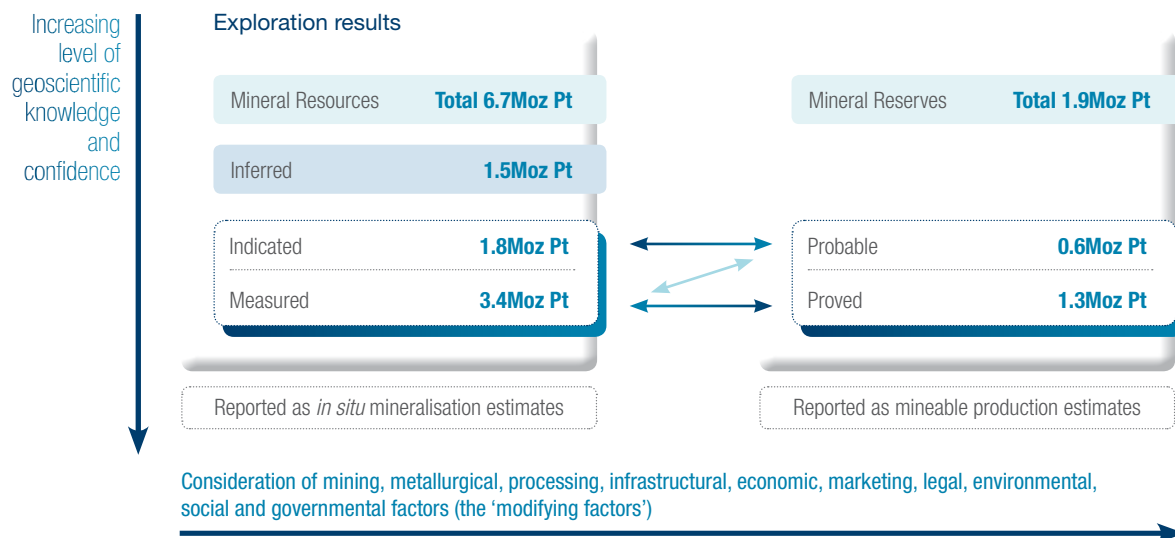 Increasing
level of
geoscientific
knowledge
and
confidence
Exploration results
Mineral Resources Total 6.7Moz Pt
Inferred 1.5Moz Pt
Indicated 1.8Moz Pt
Measured 3.4Moz Pt
Reported as in situ mineralisation estimates
Mineral Reserves Total 1.9Moz Pt
Probable 0.6Moz Pt
Proved 1.3Moz Pt
Reported as mineable production estimates
Consideration of mining, metallurgical, processing, infrastructural, economic, marketing, legal, environmental,
social and governmental factors (the ‘modifying factors’)